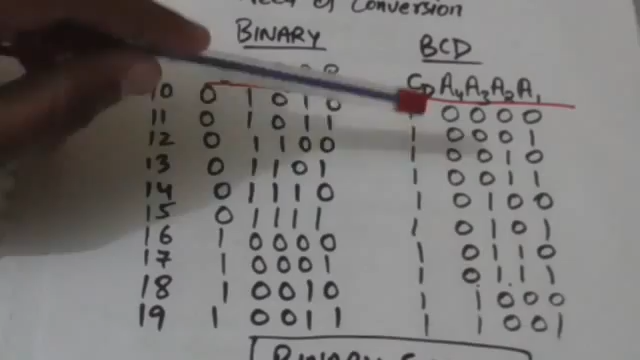 Need of Conversion
BINARY BCD
CD A4 A3 A2 A1
10 0 1 0 1 0 1 0 0 0 0
11 0 1 0 1 1 1 0 0 0 1
12 0 1 1 0 0 1 0 0 1 0
13 0 1 1 0 1 1 0 0 1 1
14 0 1 1 1 0 1 0 1 0 0
15 0 1 1 1 1 1 0 1 0 1
16 1 0 0 0 0 1 0 1 1 0
17 1 0 0 0 1 1 0 1 1 1
18 1 0 0 1 0 1 1 0 0 0
19 1 0 0 1 1 1 1 0 0 1
BINARY